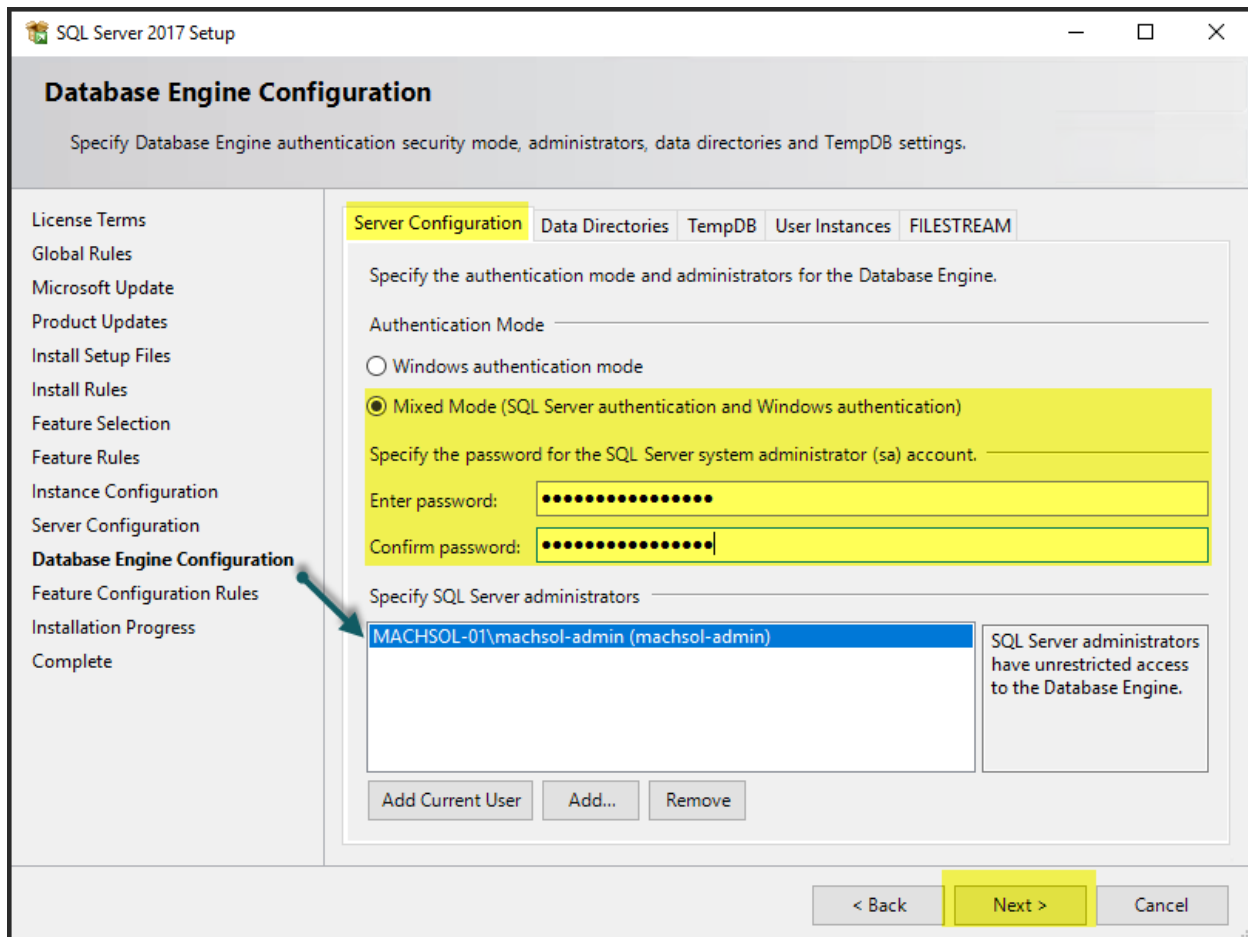 SQL Server 2017 Setup
Database Engine Configuration
Specify Database Engine authentication security mode, administrators, data directories and TempDB settings.
License Terms
Global Rules
Microsoft Update
Product Updates
Install Setup Files
Install Rules
Feature Selection
Feature Rules
Instance Configuration
Server Configuration
Database Engine Configuration
Feature Configuration Rules
Installation Progress
Complete
Server Configuration Data Directories TempDB User Instances FILESTREAM
Specify the authentication mode and administrators for the Database Engine.
Authentication Mode
Windows authentication mode
Mixed Mode (SQL Server authentication and Windows authentication)
Specify the password for the SQL Server system administrator (sa) account.
Enter password: ●●●●●●●●●●●●●●●●
Confirm password: ●●●●●●●●●●●●●●●●
Specify SQL Server administrators
MACHSOL-01\machsol-admin (machsol-admin)
SQL Server administrators
have unrestricted access
to the Database Engine.
Add Current User Add... Remove
< Back Next > Cancel